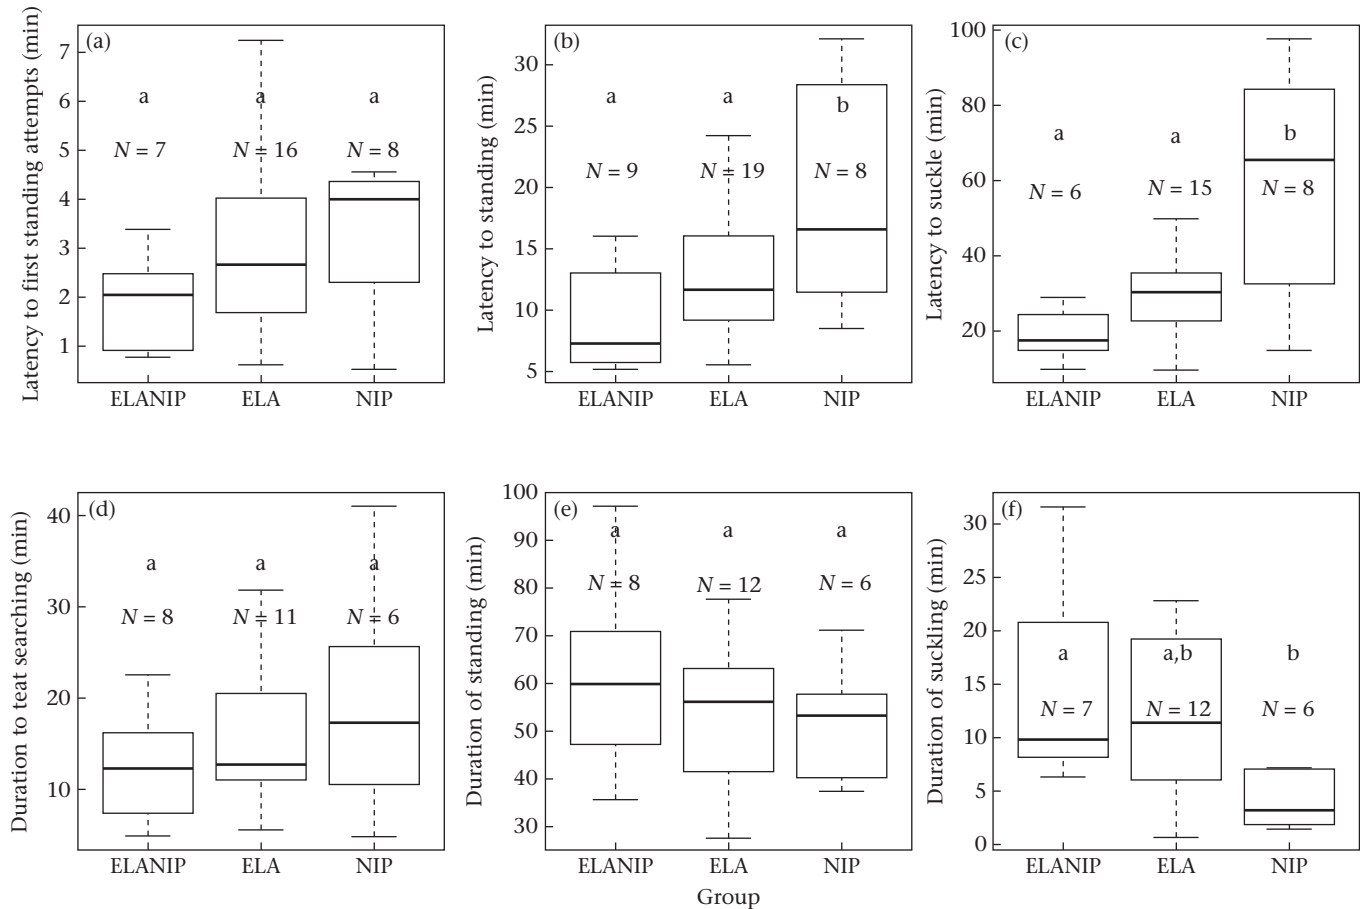 (a)
Latency to first standing attempts (min)
7
6
5
4
3
2
1
a a a
N = 7 N = 16 N = 8
ELANIP ELA NIP
(b)
Latency to standing (min)
30
25
20
15
10
5
a a b
N = 9 N = 19 N = 8
ELANIP ELA NIP
(c)
Latency to suckle (min)
100
80
60
40
20
a a b
N = 6 N = 15 N = 8
ELANIP ELA NIP
(d)
Duration to teat searching (min)
40
30
20
10
a a a
N = 8 N = 11 N = 6
ELANIP ELA NIP
(e)
Duration of standing (min)
100
90
80
70
60
50
40
30
a a a
N = 8 N = 12 N = 6
ELANIP ELA NIP
(f)
Duration of suckling (min)
30
25
20
15
10
5
0
a a,b b
N = 7 N = 12 N = 6
ELANIP ELA NIP
Group